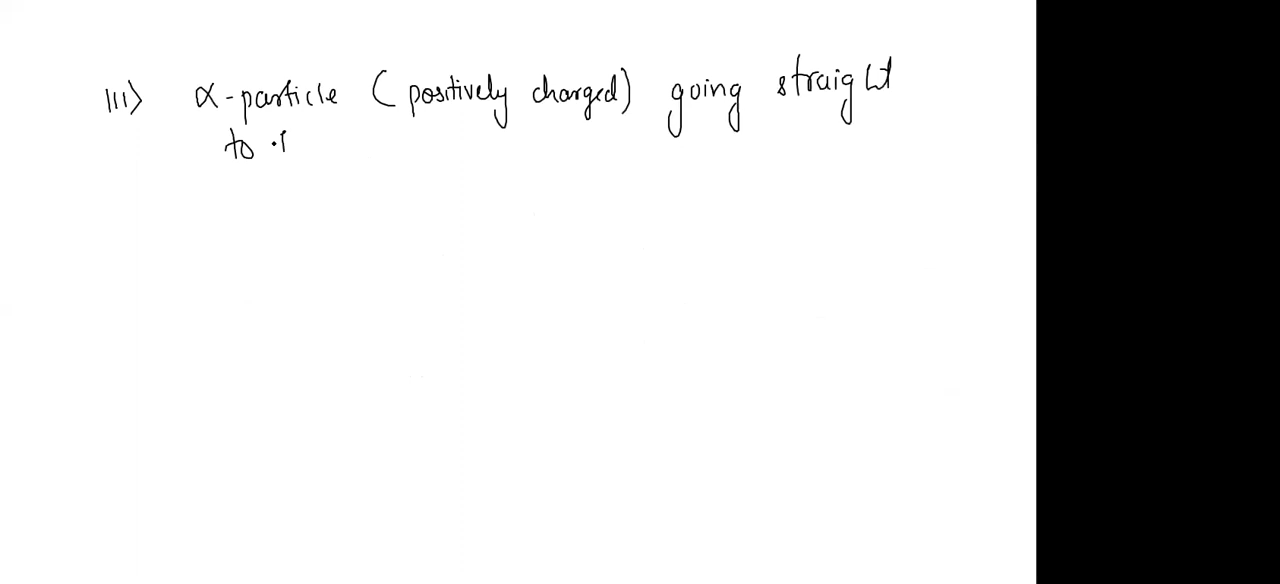 III) α-particle (positively charged) going straight
to